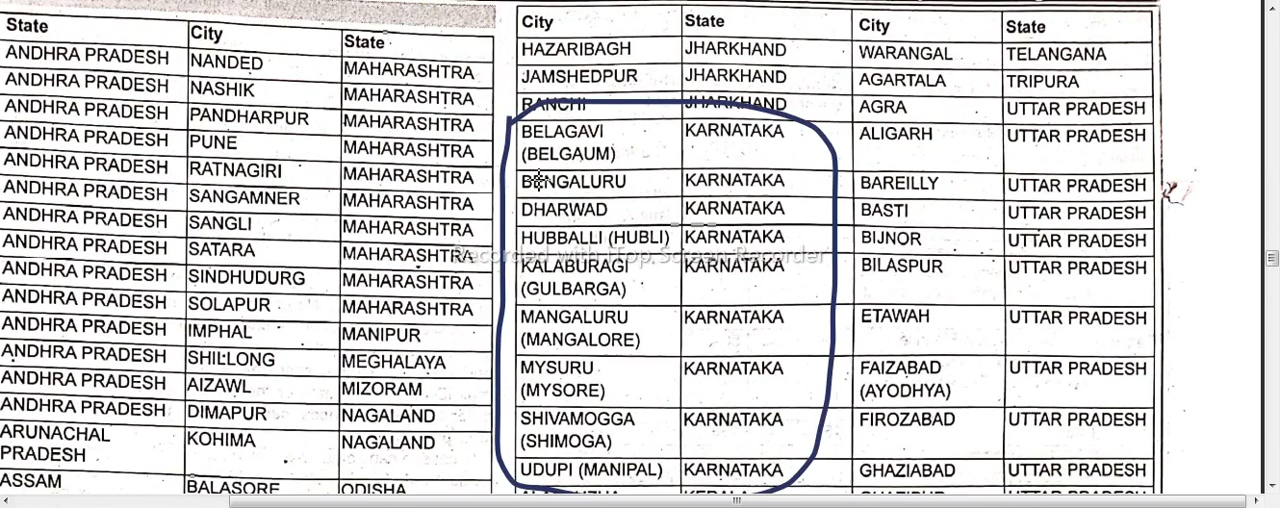 State City State
ANDHRA PRADESH NANDED MAHARASHTRA
ANDHRA PRADESH NASHIK MAHARASHTRA
ANDHRA PRADESH PANDHARPUR MAHARASHTRA
ANDHRA PRADESH PUNE MAHARASHTRA
ANDHRA PRADESH RATNAGIRI MAHARASHTRA
ANDHRA PRADESH SANGAMNER MAHARASHTRA
ANDHRA PRADESH SANGLI MAHARASHTRA
ANDHRA PRADESH SATARA MAHARASHTRA
ANDHRA PRADESH SINDHUDURG MAHARASHTRA
ANDHRA PRADESH SOLAPUR MAHARASHTRA
ANDHRA PRADESH IMPHAL MANIPUR
ANDHRA PRADESH SHILLONG MEGHALAYA
ANDHRA PRADESH AIZAWL MIZORAM
ANDHRA PRADESH DIMAPUR NAGALAND
ARUNACHAL KOHIMA NAGALAND
PRADESH
ASSAM BALASORE ODISHA
City State City State
HAZARIBAGH JHARKHAND WARANGAL TELANGANA
JAMSHEDPUR JHARKHAND AGARTALA TRIPURA
RANCHI JHARKHAND AGRA UTTAR PRADESH
BELAGAVI KARNATAKA ALIGARH UTTAR PRADESH
(BELGAUM)
BENGALURU KARNATAKA BAREILLY UTTAR PRADESH
DHARWAD KARNATAKA BASTI UTTAR PRADESH
HUBBALLI (HUBLI) KARNATAKA BIJNOR UTTAR PRADESH
Recorded with iTop Screen Recorder
KALABURAGI KARNATAKA BILASPUR UTTAR PRADESH
(GULBARGA)
MANGALURU KARNATAKA ETAWAH UTTAR PRADESH
(MANGALORE)
MYSURU KARNATAKA FAIZABAD UTTAR PRADESH
(MYSORE) (AYODHYA)
SHIVAMOGGA KARNATAKA FIROZABAD UTTAR PRADESH
(SHIMOGA)
UDUPI (MANIPAL) KARNATAKA GHAZIABAD UTTAR PRADESH